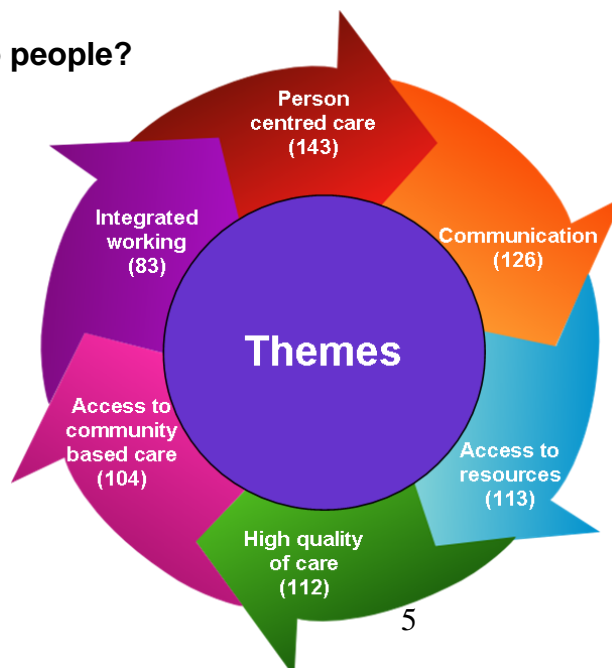 people?
Person
centred care
(143)
Communication
(126)
Access to
resources
(113)
High quality
of care
(112)
Access to
community
based care
(104)
Integrated
working
(83)
Themes
5